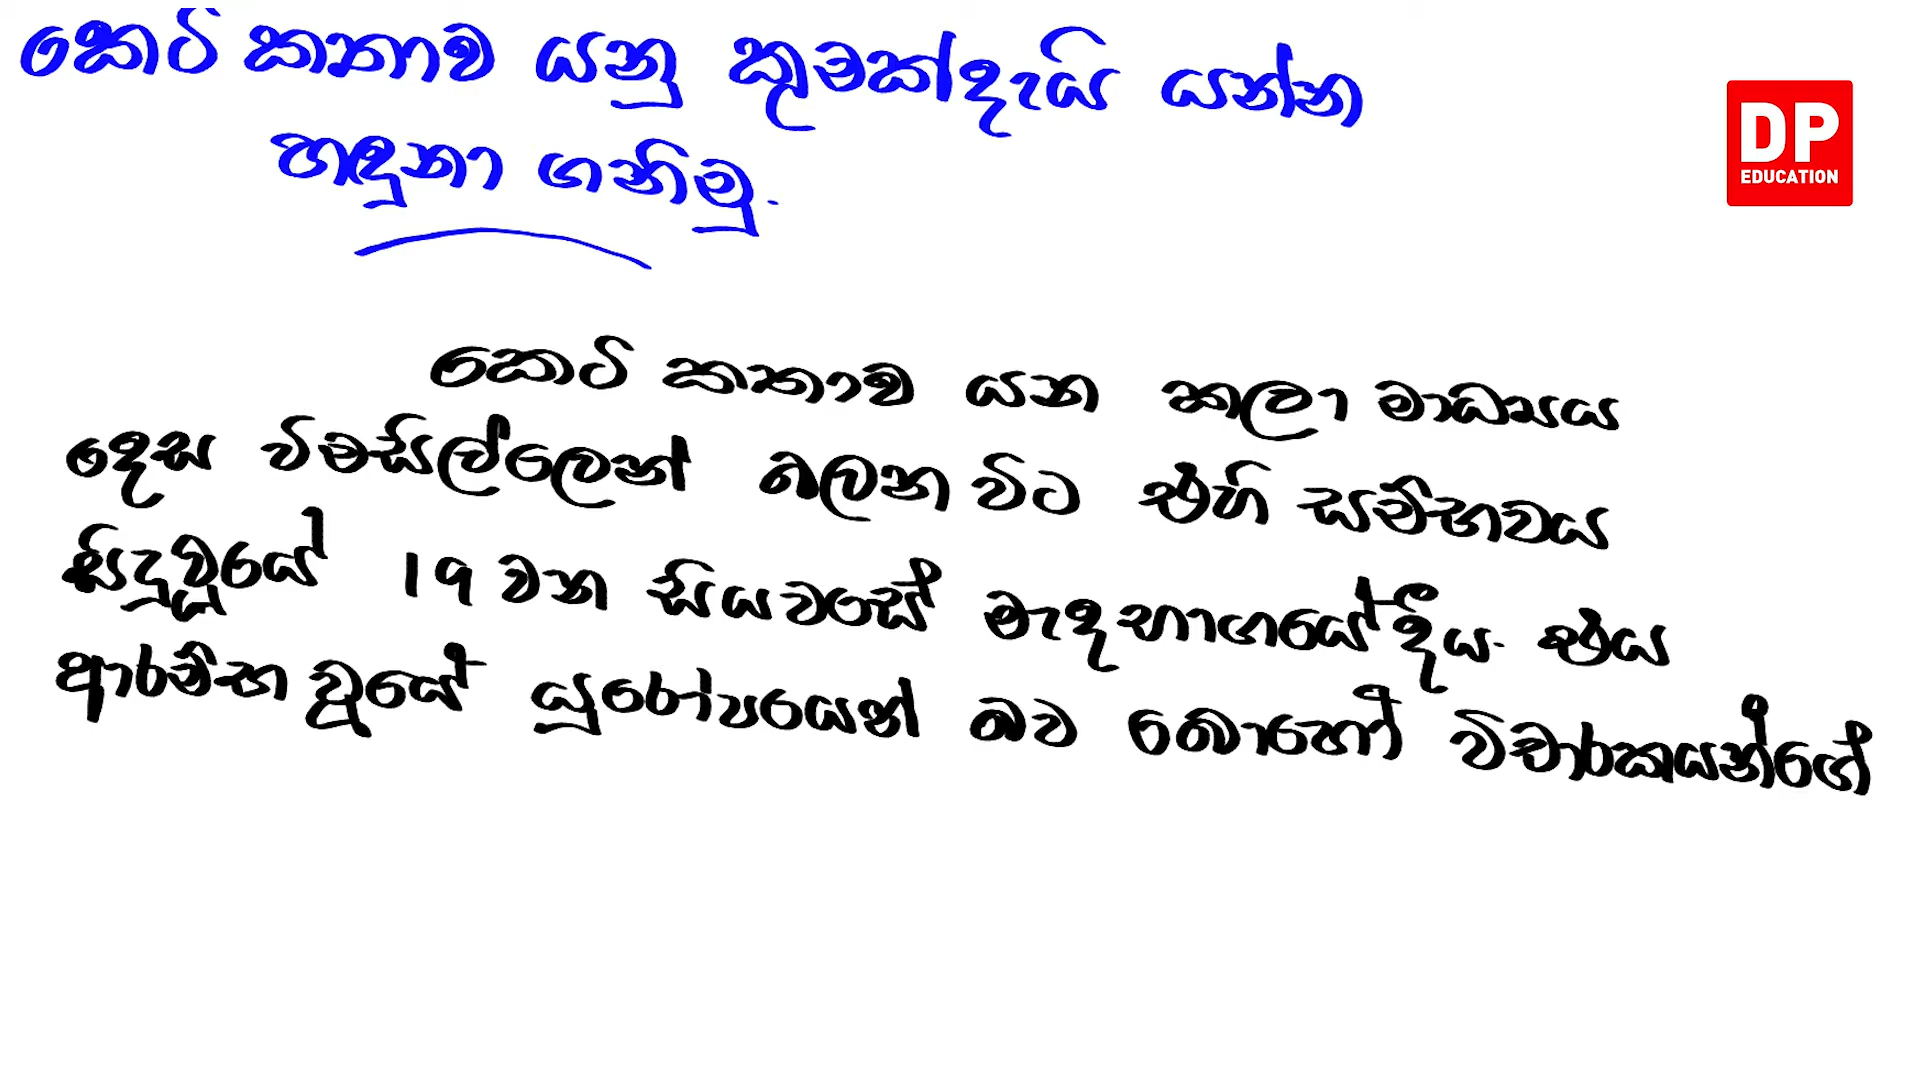 කෙටි කතාව යනු කුමක්දැයි යන්න
හඳුනා ගනිමු.
DP
EDUCATION
කෙටි කතාව යන කලා මාධ්‍යය
දෙස විමසිල්ලෙන් බලන විට එහි සම්භවය
සිදුවූයේ 19 වන සියවසේ මැදභාගයේදීය. එය
ආරම්භ වූයේ යුරෝපයෙන් බව බොහෝ විචාරකයන්ගේ